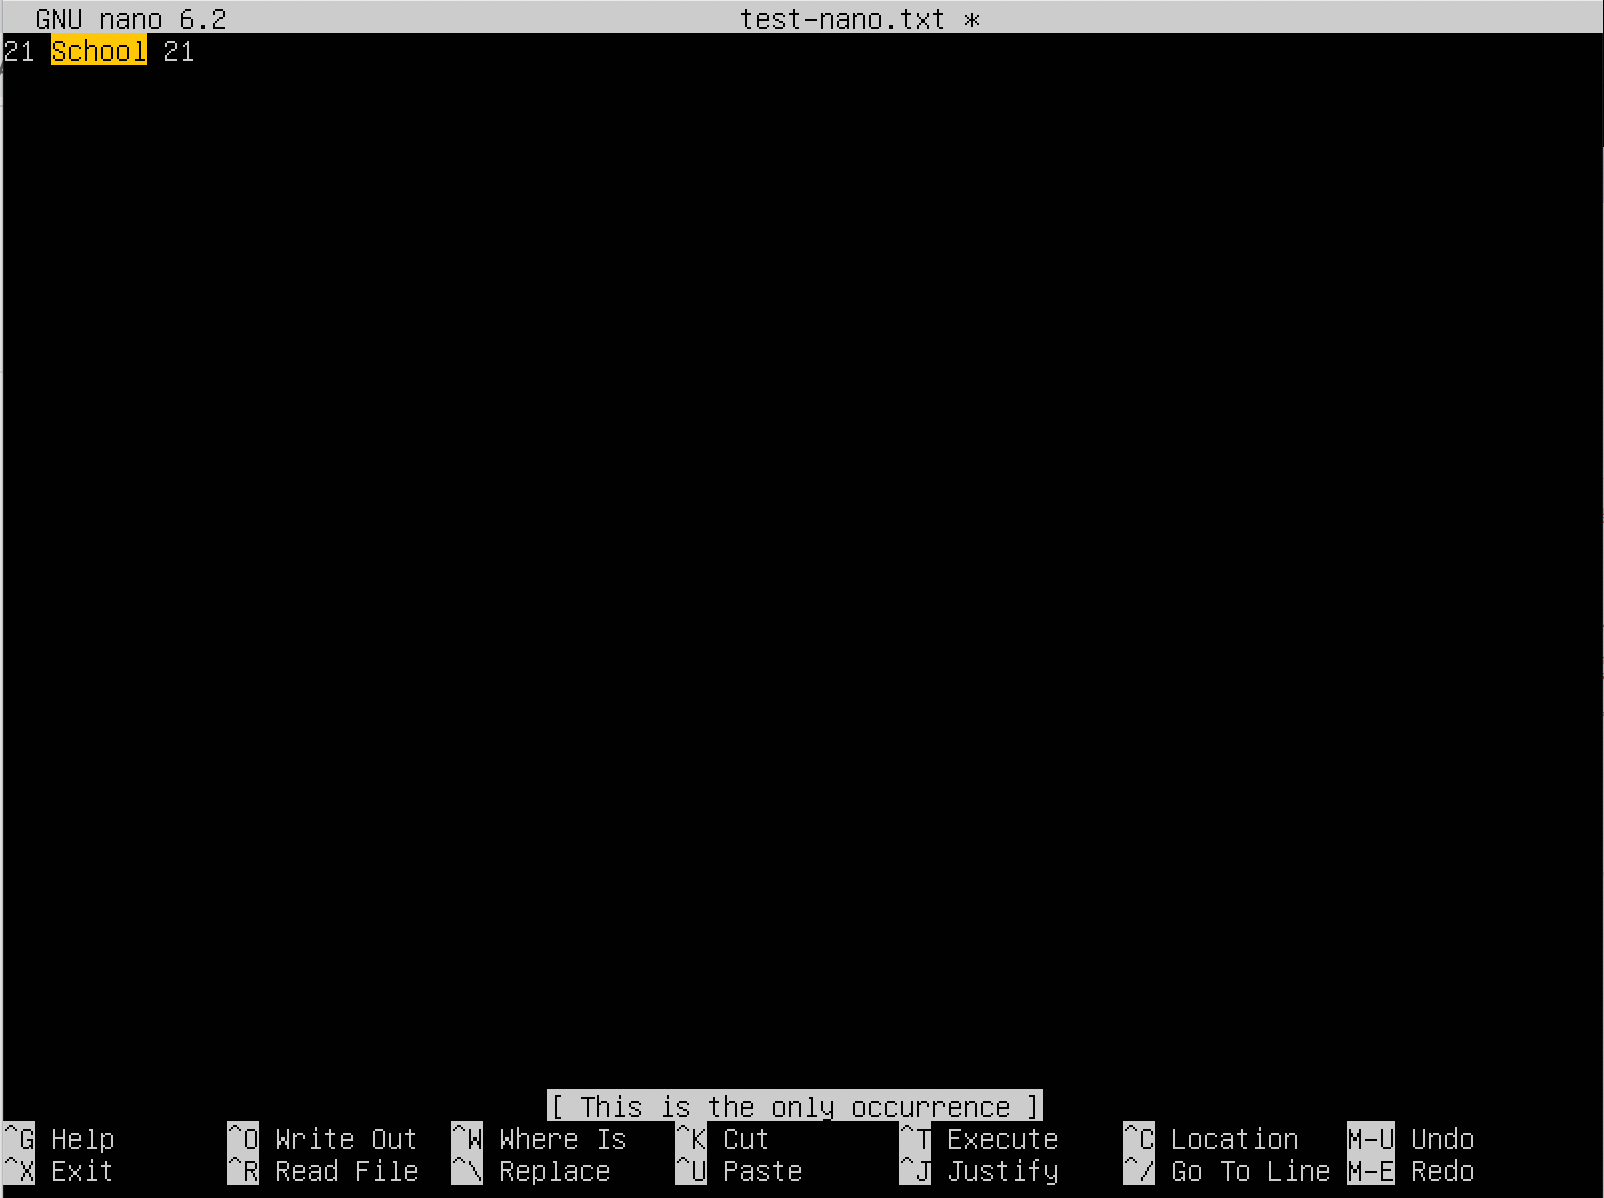 GNU nano 6.2 test-nano.txt *
21 School 21
[ This is the only occurrence ]
^G Help ^O Write Out ^W Where Is ^K Cut ^T Execute ^C Location M-U Undo
^X Exit ^R Read File ^\ Replace ^U Paste ^J Justify ^/ Go To Line M-E Redo